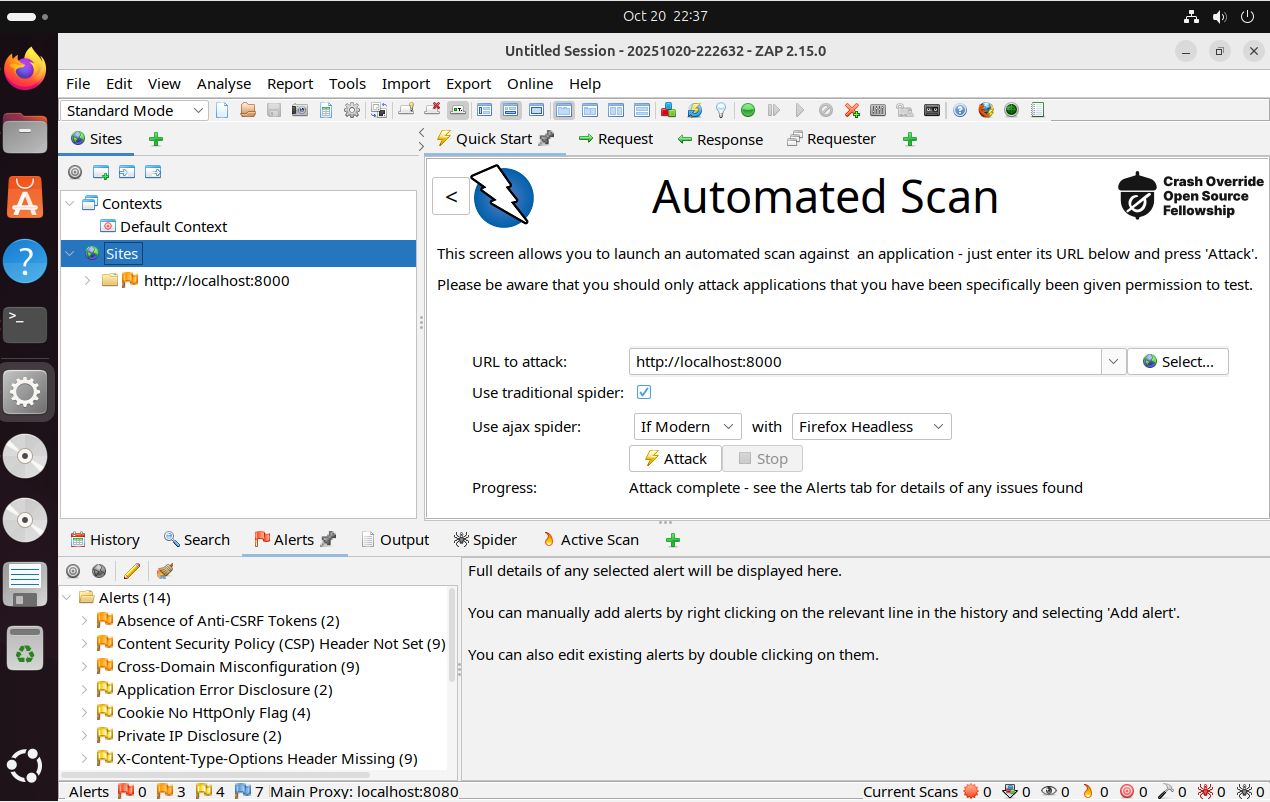 Oct 20 22:37
Untitled Session - 20251020-222632 - ZAP 2.15.0
File Edit View Analyse Report Tools Import Export Online Help
Standard Mode
Sites
Quick Start Request Response Requester
Contexts
Default Context
Sites
http://localhost:8000
<
Automated Scan
Crash Override
Open Source
Fellowship
This screen allows you to launch an automated scan against an application - just enter its URL below and press 'Attack'.
Please be aware that you should only attack applications that you have been specifically been given permission to test.
URL to attack: http://localhost:8000 Select...
Use traditional spider:
Use ajax spider: If Modern with Firefox Headless
Attack Stop
Progress: Attack complete - see the Alerts tab for details of any issues found
History Search Alerts Output Spider Active Scan
Alerts (14)
Absence of Anti-CSRF Tokens (2)
Content Security Policy (CSP) Header Not Set (9)
Cross-Domain Misconfiguration (9)
Application Error Disclosure (2)
Cookie No HttpOnly Flag (4)
Private IP Disclosure (2)
X-Content-Type-Options Header Missing (9)
Full details of any selected alert will be displayed here.
You can manually add alerts by right clicking on the relevant line in the history and selecting 'Add alert'.
You can also edit existing alerts by double clicking on them.
Alerts 0 3 4 7 Main Proxy: localhost:8080
Current Scans 0 0 0 0 0 0 0 0